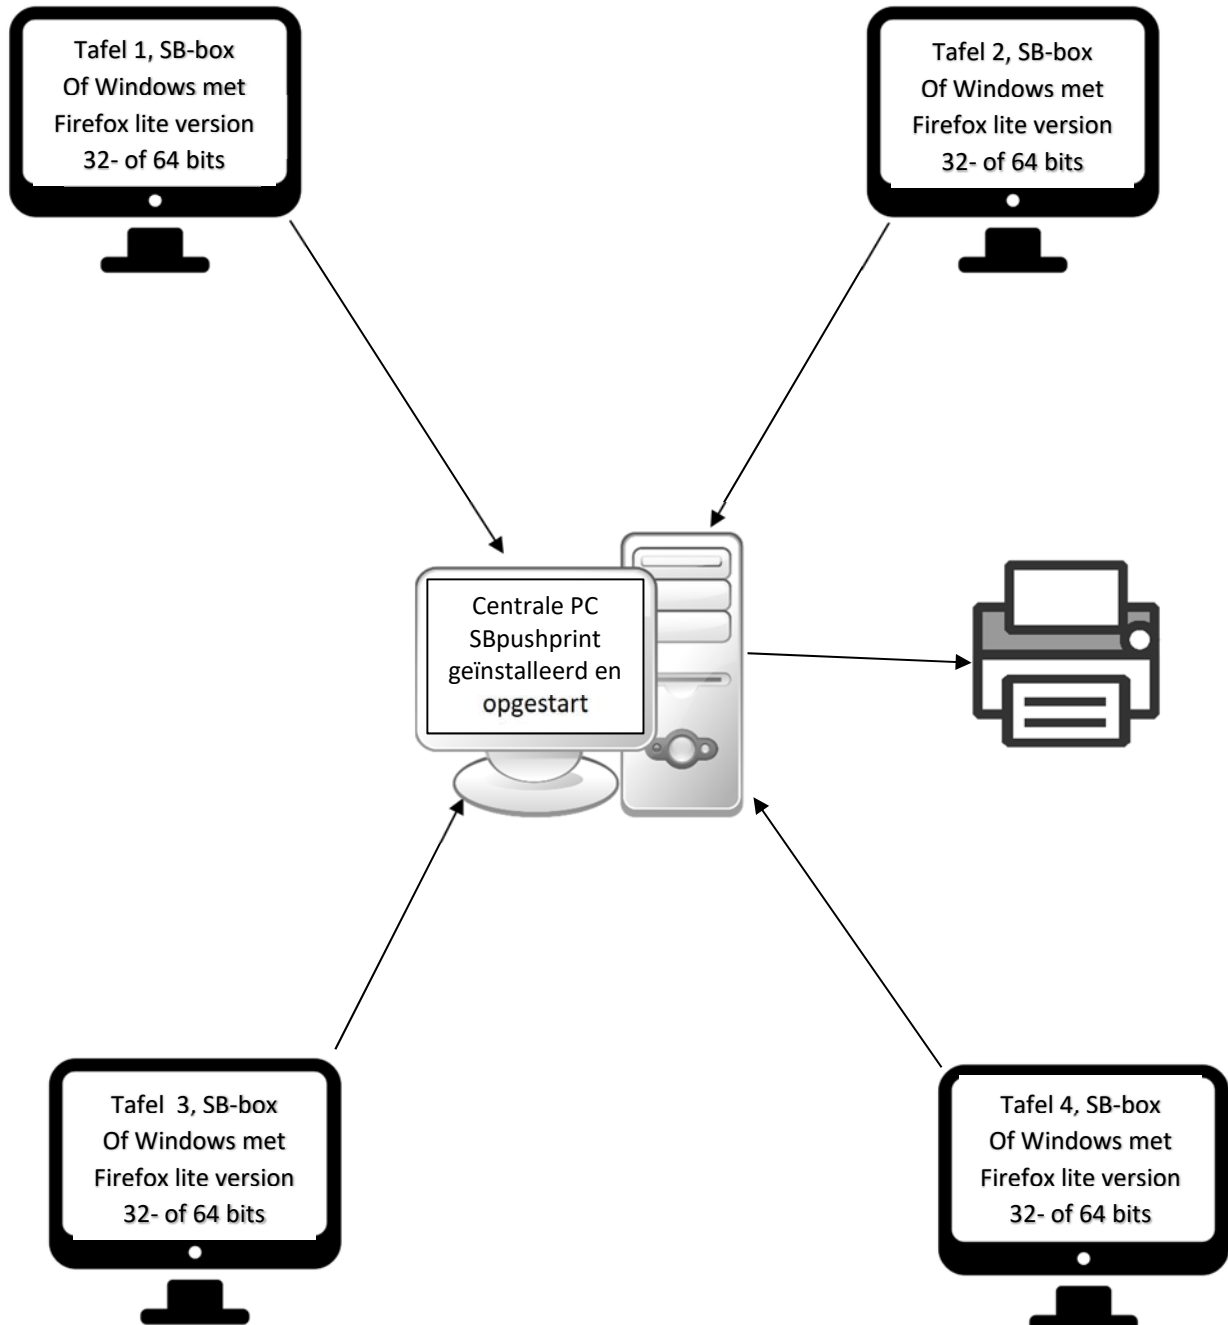 Tafel 1, SB-box
Of Windows met
Firefox lite version
32- of 64 bits
Tafel 2, SB-box
Of Windows met
Firefox lite version
32- of 64 bits
Centrale PC
SBpushprint
geïnstalleerd en
opgestart
Tafel  3, SB-box
Of Windows met
Firefox lite version
32- of 64 bits
Tafel 4, SB-box
Of Windows met
Firefox lite version
32- of 64 bits